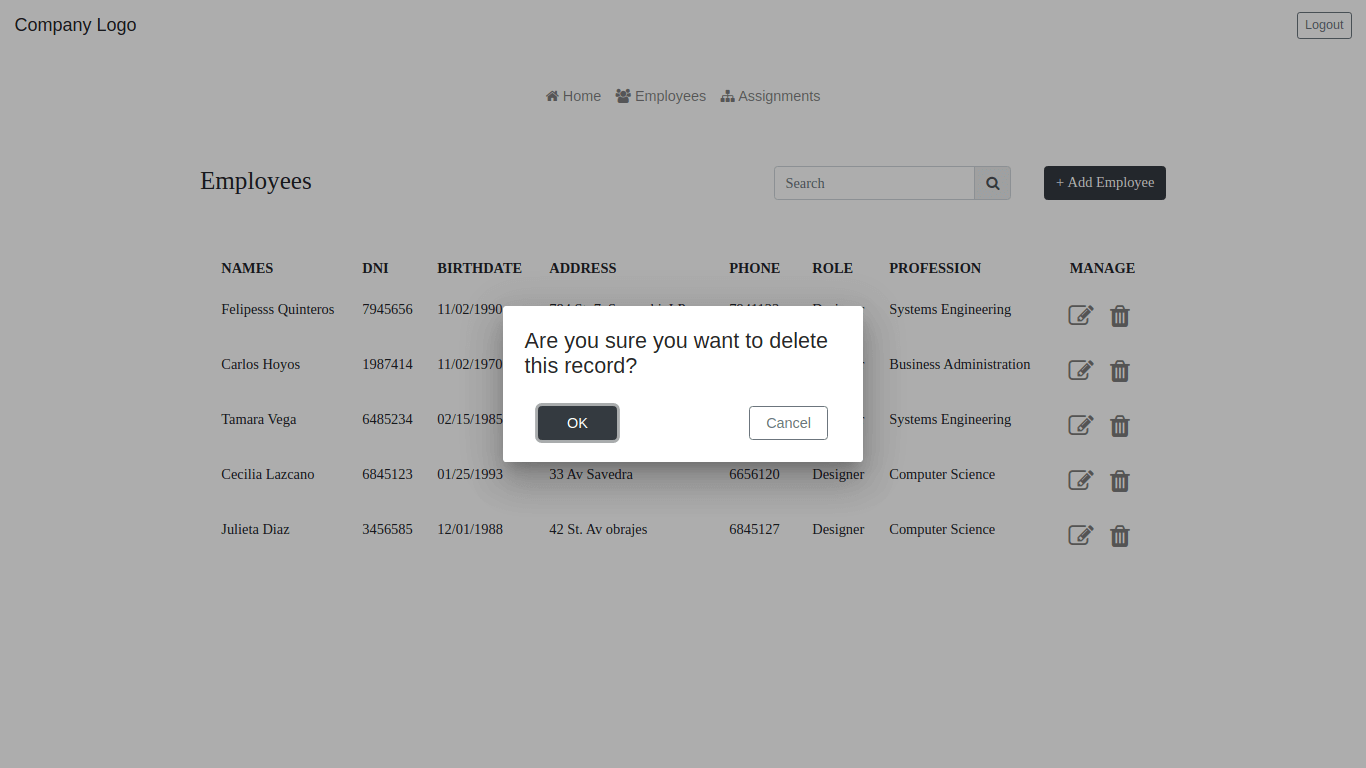 Company Logo
Logout
Home Employees Assignments
Employees
Search
+ Add Employee
NAMES DNI BIRTHDATE ADDRESS PHONE ROLE PROFESSION MANAGE
Felipesss Quinteros 7945656 11/02/1990 Systems Engineering
Carlos Hoyos 1987414 11/02/1970 Business Administration
Tamara Vega 6485234 02/15/1985 Systems Engineering
Are you sure you want to delete
this record?
OK Cancel
Cecilia Lazcano 6845123 01/25/1993 33 Av Savedra 6656120 Designer Computer Science
Julieta Diaz 3456585 12/01/1988 42 St. Av obrajes 6845127 Designer Computer Science